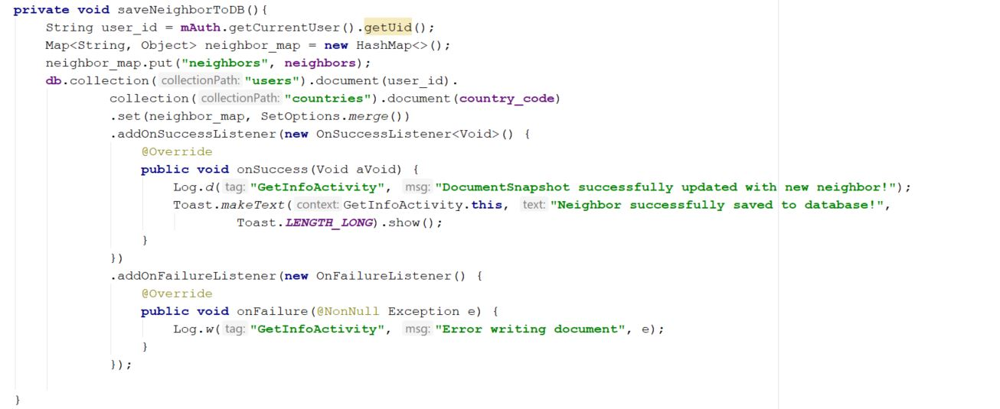 private void saveNeighborToDB(){
String user_id = mAuth.getCurrentUser().getUid();
Map<String, Object> neighbor_map = new HashMap<>();
neighbor_map.put("neighbors", neighbors);
db.collection( collectionPath: "users").document(user_id).
collection( collectionPath: "countries").document(country_code)
.set(neighbor_map, SetOptions.merge())
.addOnSuccessListener(new OnSuccessListener<Void>() {
@Override
public void onSuccess(Void aVoid) {
Log.d( tag: "GetInfoActivity", msg: "DocumentSnapshot successfully updated with new neighbor!");
Toast.makeText( context: GetInfoActivity.this, text: "Neighbor successfully saved to database!",
Toast.LENGTH_LONG).show();
}
})
.addOnFailureListener(new OnFailureListener() {
@Override
public void onFailure(@NonNull Exception e) {
Log.w( tag: "GetInfoActivity", msg: "Error writing document", e);
}
});
}